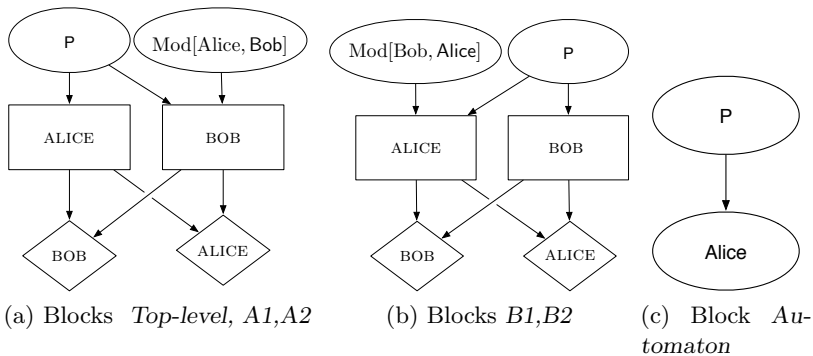 P
Mod[Alice, Bob]
ALICE
BOB
BOB
ALICE
(a) Blocks Top-level, A1,A2
Mod[Bob, Alice]
P
ALICE
BOB
BOB
ALICE
(b) Blocks B1,B2
P
Alice
(c) Block Au-
tomaton